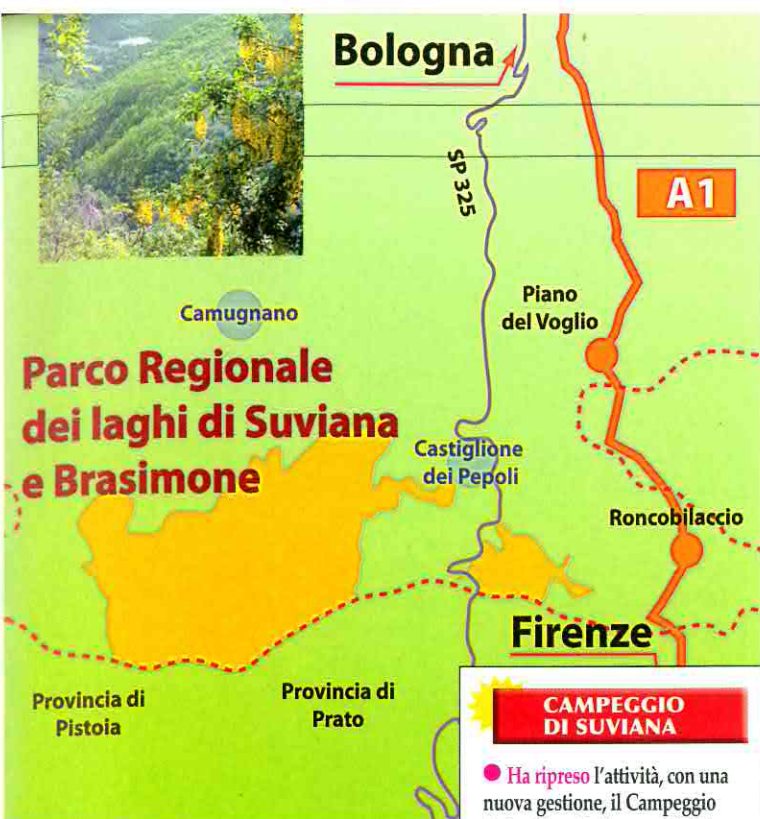 Bologna
SP 325
A1
Camugnano
Piano
del Voglio
Parco Regionale
dei laghi di Suviana
e Brasimone
Castiglione
dei Pepoli
Roncobilaccio
Firenze
Provincia di
Pistoia
Provincia di
Prato
CAMPEGGIO
DI SUVIANA
● Ha ripreso l'attività, con una
nuova gestione, il Campeggio